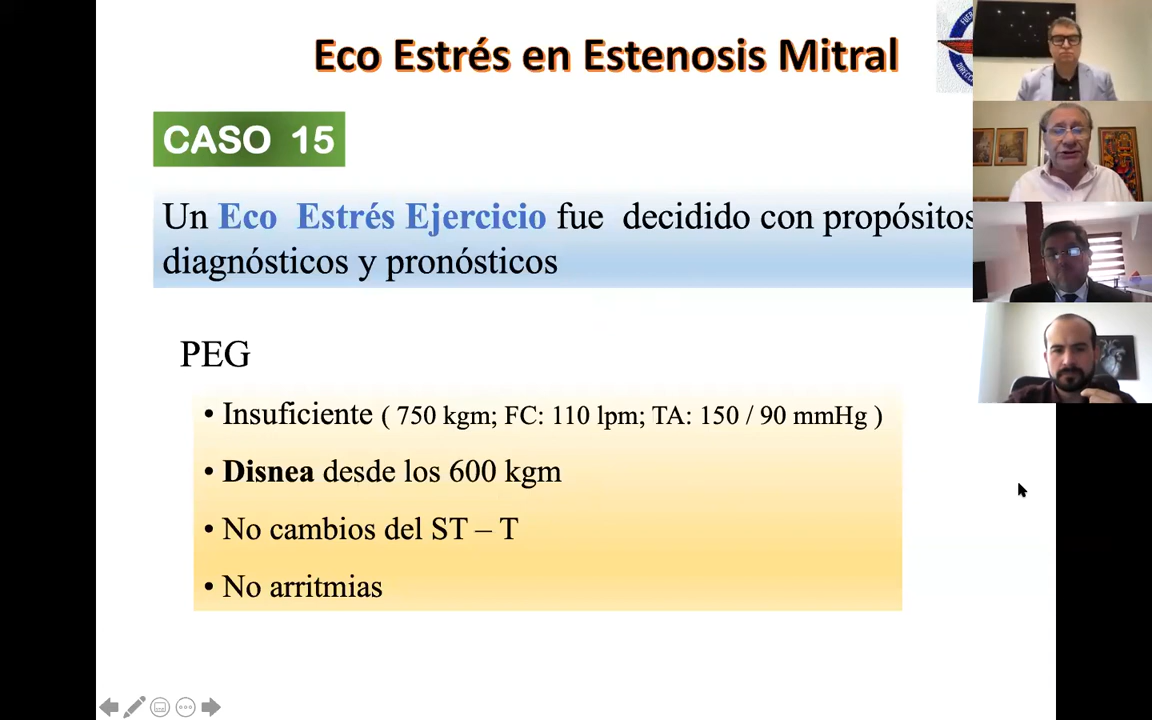 Eco Estrés en Estenosis Mitral
CASO 15
Un Eco Estrés Ejercicio fue decidido con propósitos
diagnósticos y pronósticos
PEG
• Insuficiente ( 750 kgm; FC: 110 lpm; TA: 150 / 90 mmHg )
• Disnea desde los 600 kgm
• No cambios del ST – T
• No arritmias